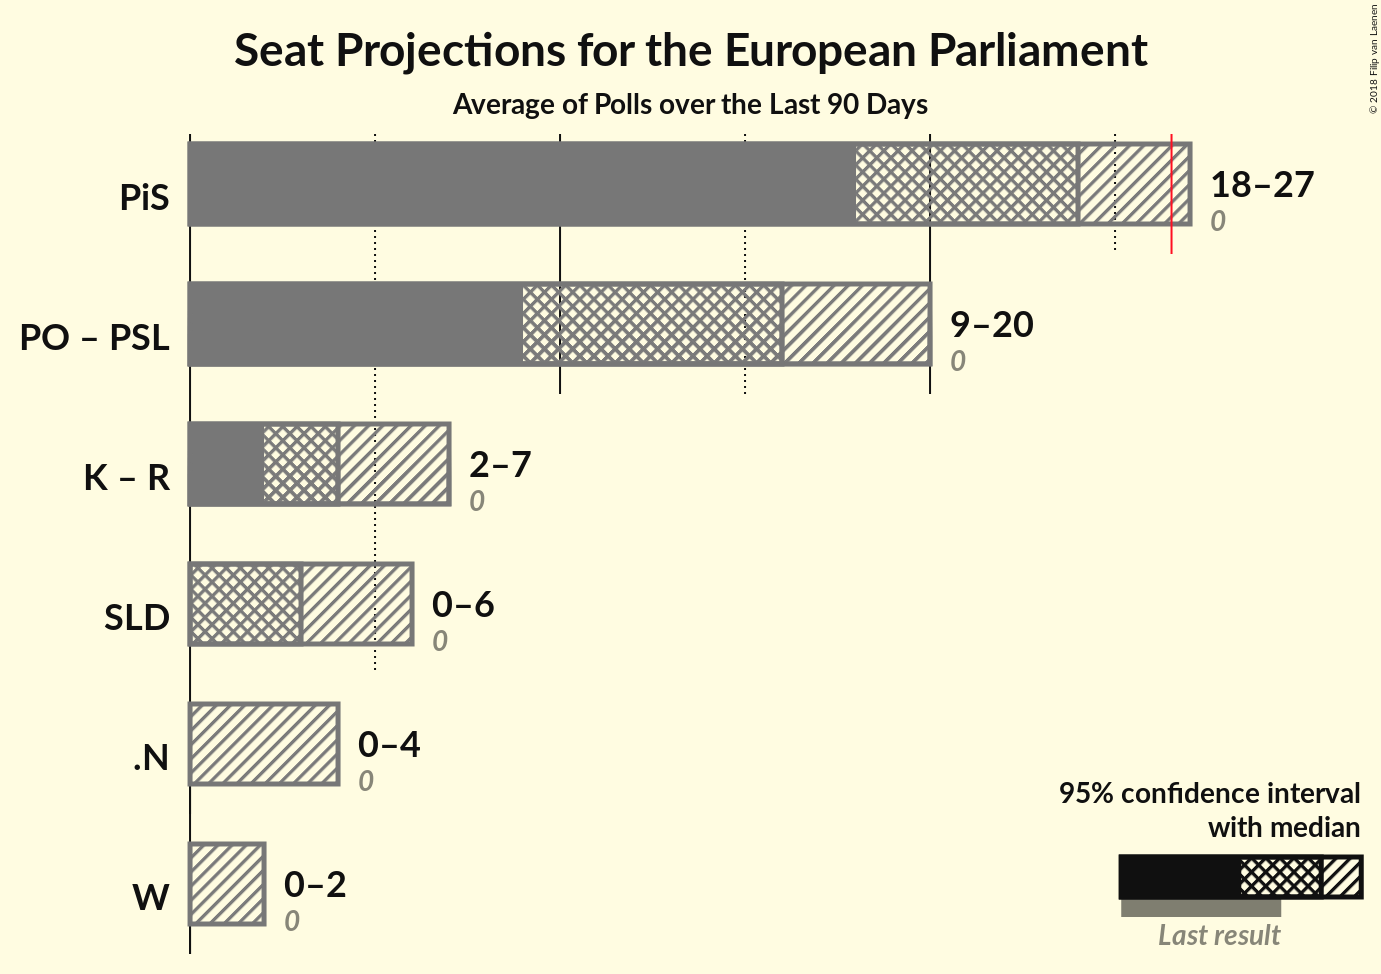 Seat Projections for the European Parliament
Average of Polls over the Last 90 Days
© 2018 Filip van Laenen
PiS
18–27
0
PO – PSL
9–20
0
K – R
2–7
0
SLD
0–6
0
.N
0–4
0
W
0–2
0
95% confidence interval
with median
Last result